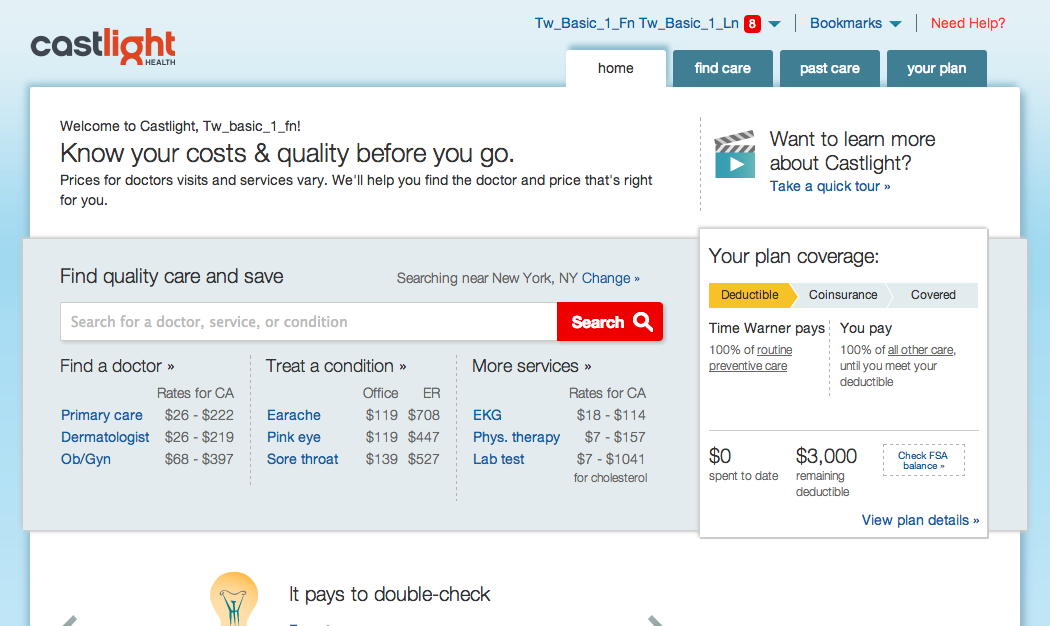 Tw_Basic_1_Fn Tw_Basic_1_Ln 8
Bookmarks
Need Help?
castlight
HEALTH
home
find care
past care
your plan
Welcome to Castlight, Tw_basic_1_fn!
Know your costs & quality before you go.
Prices for doctors visits and services vary. We'll help you find the doctor and price that's right
for you.
Want to learn more
about Castlight?
Take a quick tour »
Find quality care and save
Searching near New York, NY Change »
Search for a doctor, service, or condition
Search
Find a doctor »
Rates for CA
Primary care $26 - $222
Dermatologist $26 - $219
Ob/Gyn $68 - $397
Treat a condition »
Office ER
Earache $119 $708
Pink eye $119 $447
Sore throat $139 $527
More services »
Rates for CA
EKG $18 - $114
Phys. therapy $7 - $157
Lab test $7 - $1041
for cholesterol
Your plan coverage:
Deductible Coinsurance Covered
Time Warner pays
100% of routine
preventive care
You pay
100% of all other care,
until you meet your
deductible
$0
spent to date
$3,000
remaining
deductible
Check FSA
balance »
View plan details »
It pays to double-check